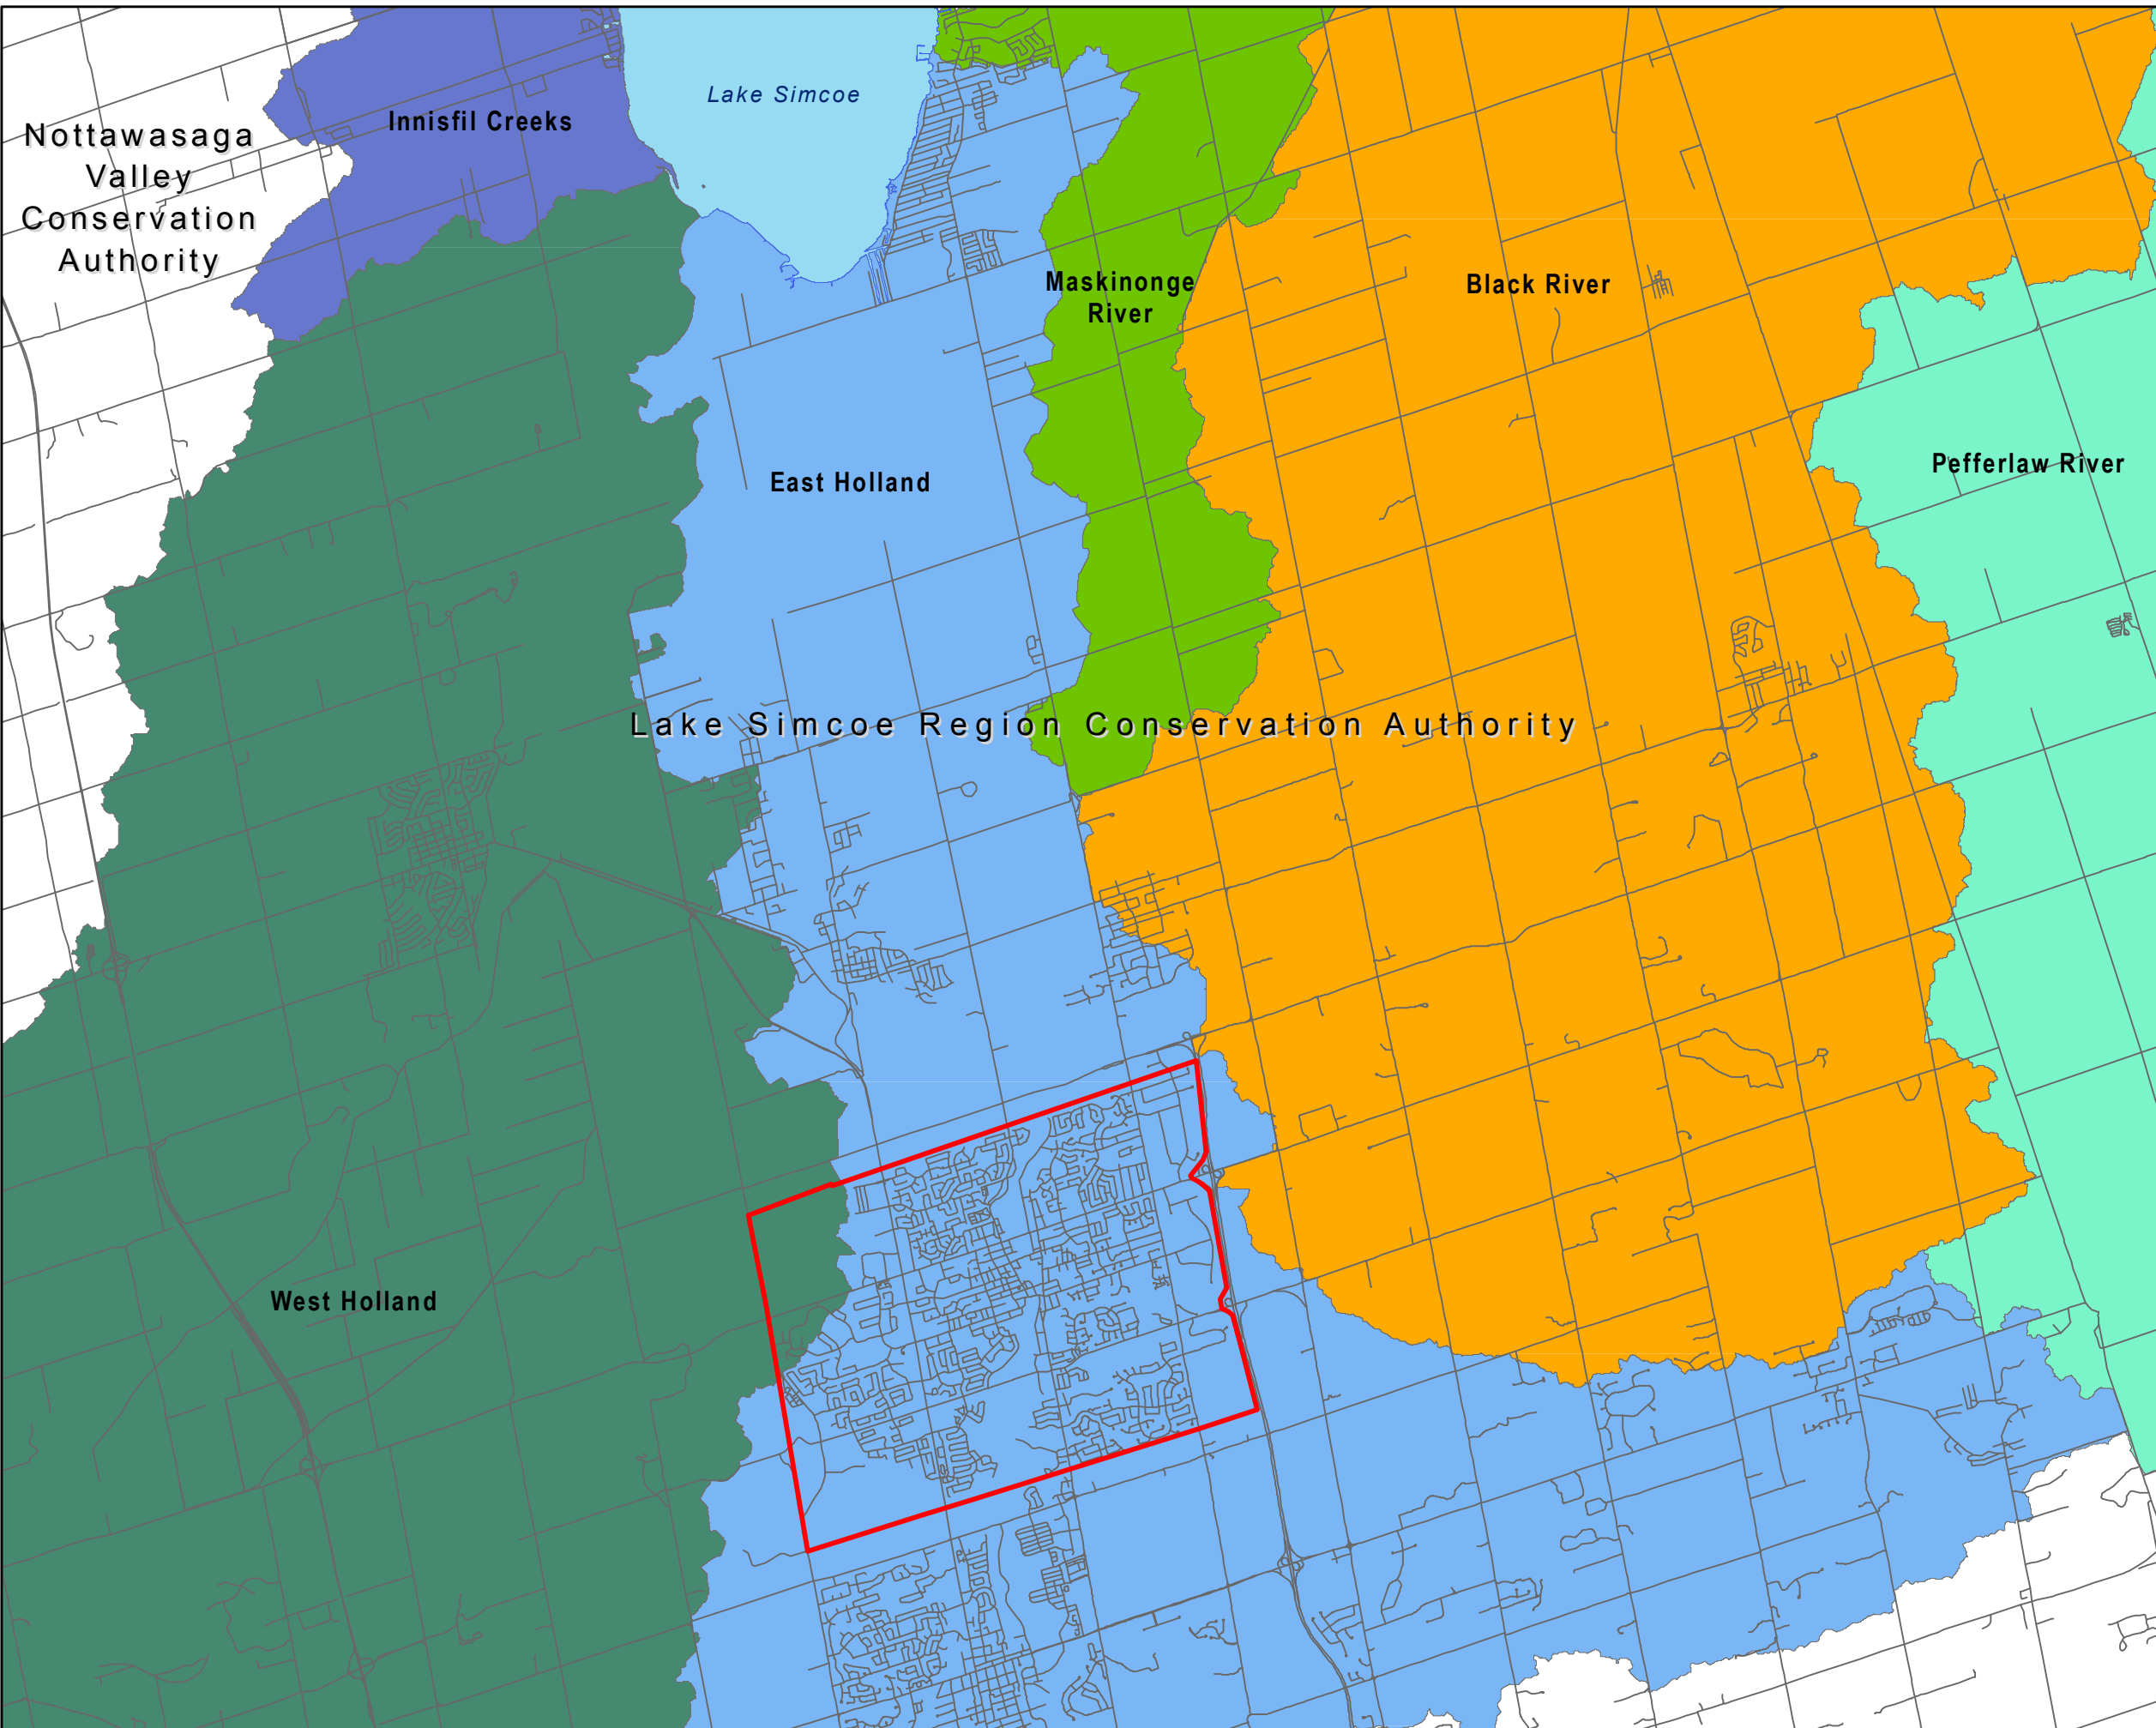 Lake Simcoe
Innisfil Creeks
Nottawasaga
Valley
Conservation
Authority
Maskinonge
River
Black River
Pefferlaw River
East Holland
Lake Simcoe Region Conservation Authority
West Holland